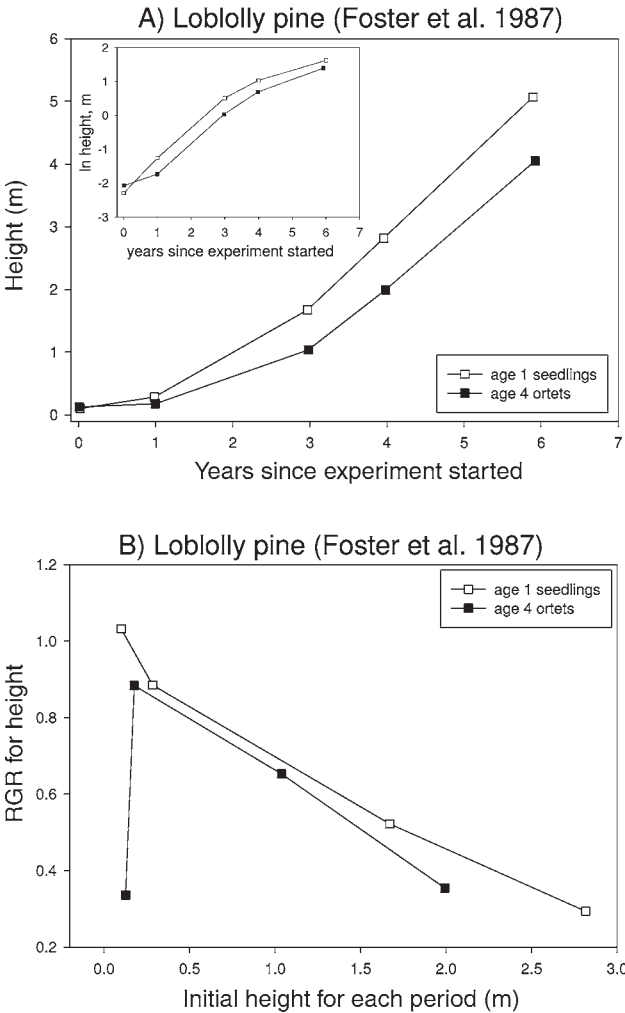 A) Loblolly pine (Foster et al. 1987)
6
5
4
3
2
1
0
Height (m)
2
1
0
-1
-2
-3
ln height, m
0 1 2 3 4 5 6 7
years since experiment started
age 1 seedlings
age 4 ortets
0 1 2 3 4 5 6 7
Years since experiment started
B) Loblolly pine (Foster et al. 1987)
1.2
1.0
0.8
0.6
0.4
0.2
RGR for height
age 1 seedlings
age 4 ortets
0.0 0.5 1.0 1.5 2.0 2.5 3.0
Initial height for each period (m)